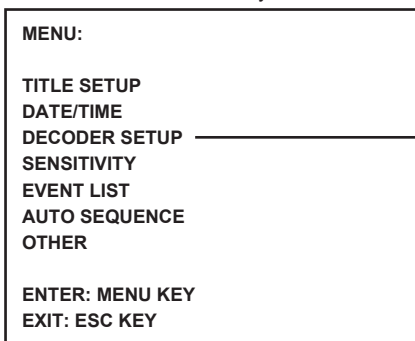 MENU:
TITLE SETUP
DATE/TIME
DECODER SETUP
SENSITIVITY
EVENT LIST
AUTO SEQUENCE
OTHER
ENTER: MENU KEY
EXIT: ESC KEY